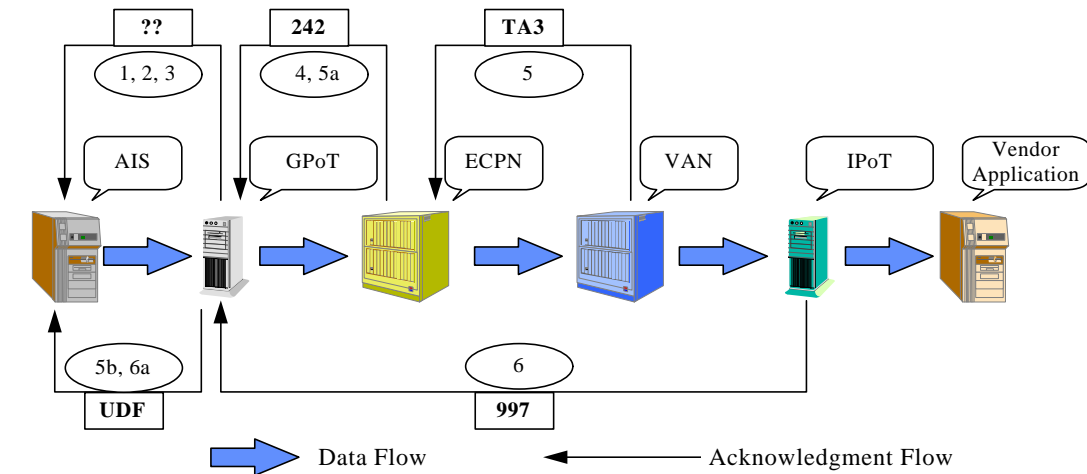 ??
242
TA3
1, 2, 3
4, 5a
5
AIS
GPoT
ECPN
VAN
IPoT
Vendor
Application
5b, 6a
6
UDF
997
Data Flow
Acknowledgment Flow